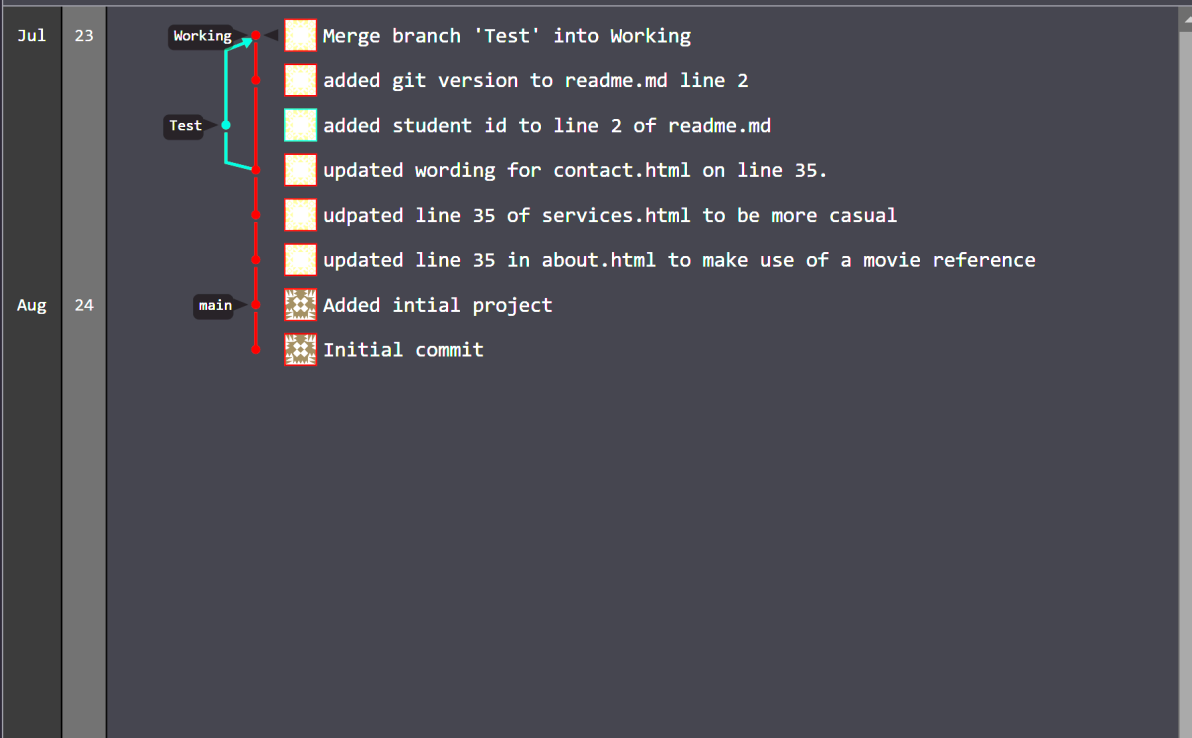 Jul 23 Working Merge branch 'Test' into Working
added git version to readme.md line 2
Test added student id to line 2 of readme.md
updated wording for contact.html on line 35.
udpated line 35 of services.html to be more casual
updated line 35 in about.html to make use of a movie reference
Aug 24 main Added intial project
Initial commit